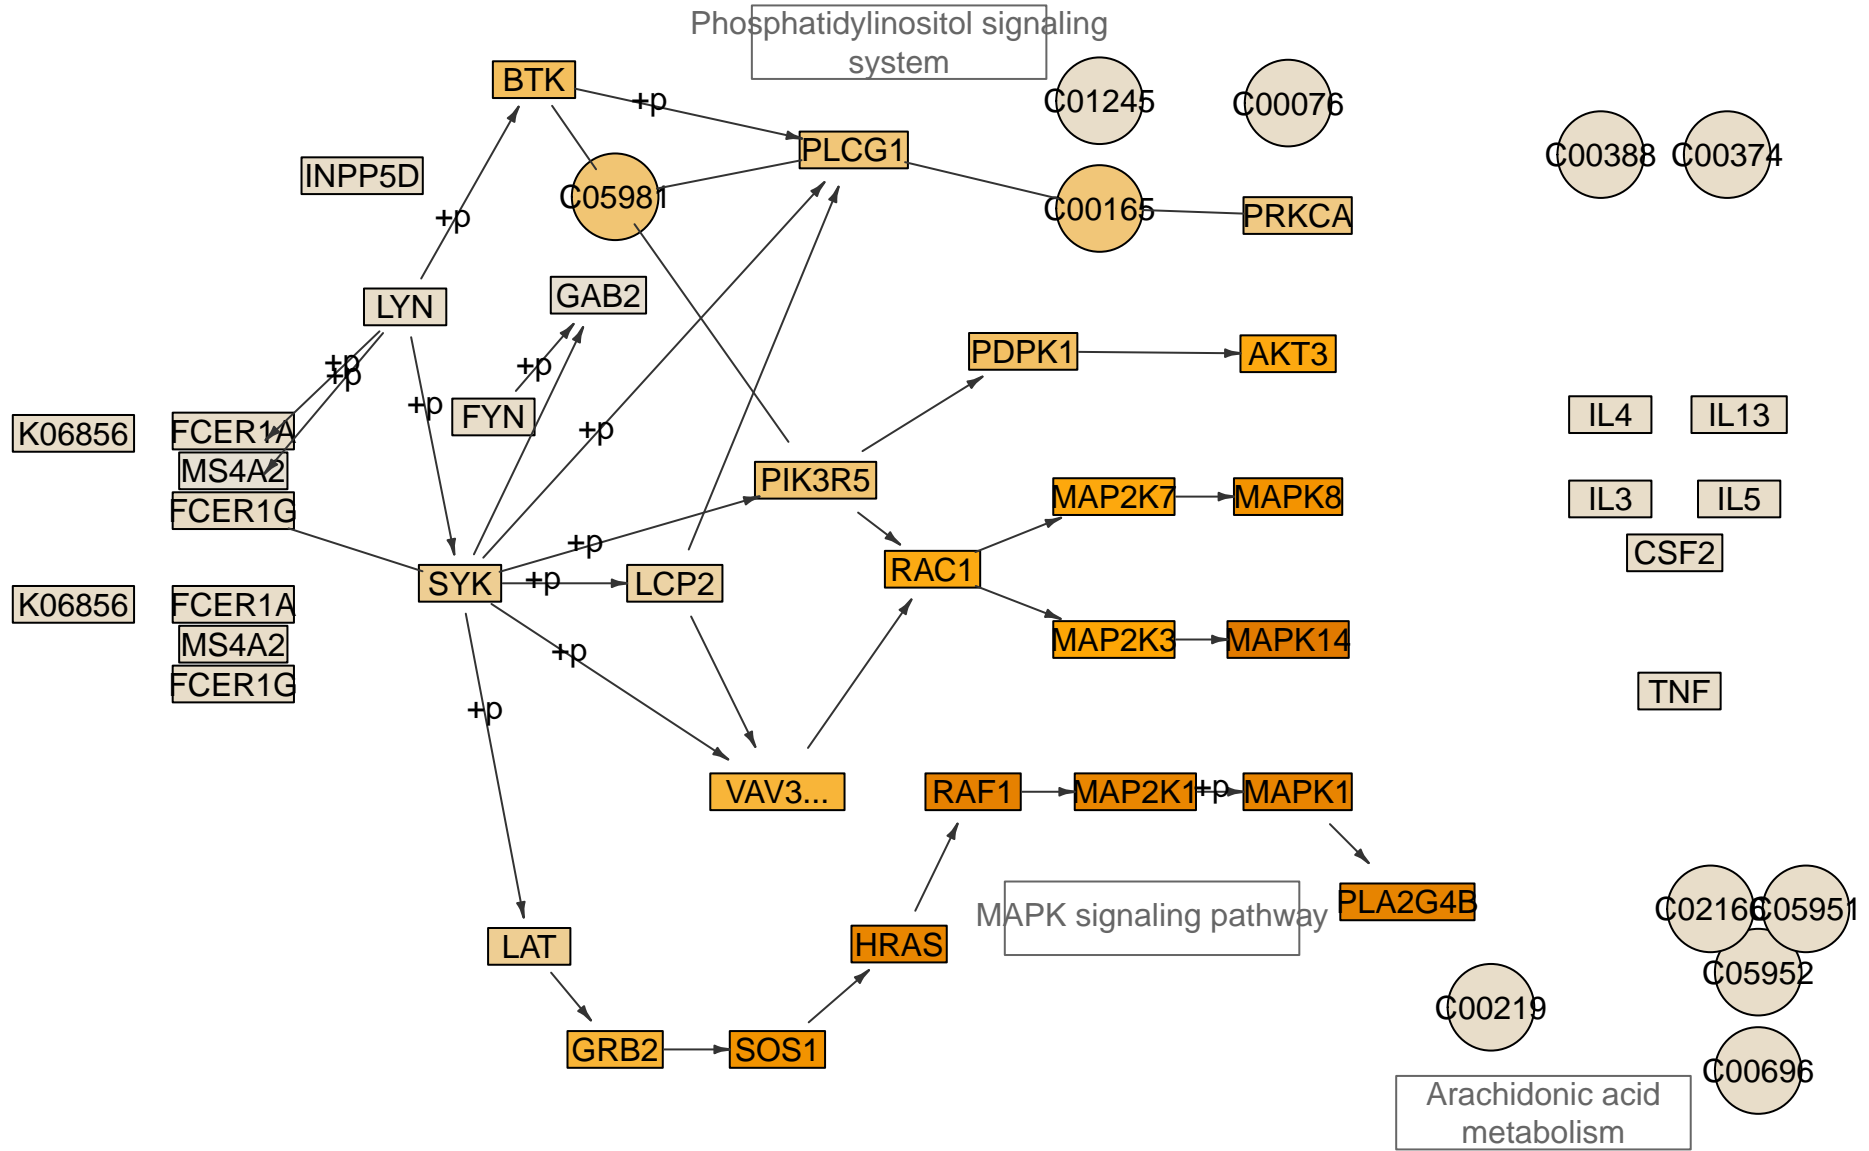 Phosphatidylinositol signaling
system
BTK
+p
C01245
C00076
PLCG1
C00388
C00374
INPP5D
C05981
C00165
PRKCA
+p
LYN
GAB2
PDPK1
AKT3
+p
+p
+p
+p
FYN
IL4
IL13
K06856
FCER1A
+p
MS4A2
PIK3R5
MAP2K7
MAPK8
IL3
IL5
FCER1G
+p
CSF2
SYK
+p
LCP2
RAC1
K06856
FCER1A
MS4A2
+p
MAP2K3
MAPK14
FCER1G
TNF
+p
VAV3...
RAF1
MAP2K1
+p
MAPK1
MAPK signaling pathway
PLA2G4B
C02166
C05951
LAT
HRAS
C05952
C00219
GRB2
SOS1
C00696
Arachidonic acid
metabolism